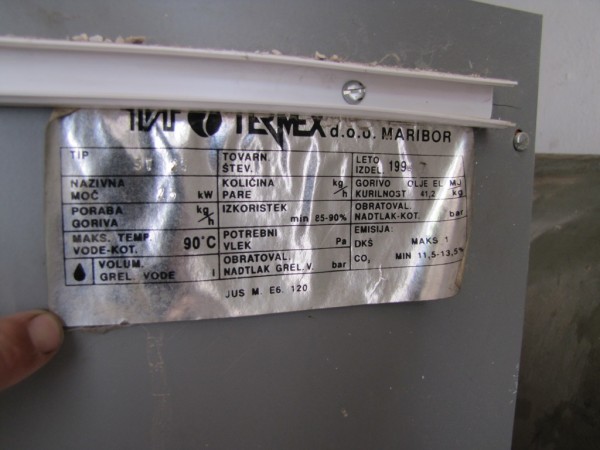 TERMEX d.o.o. MARIBOR
TIP
TOVARN. ŠTEV.
LETO IZDEL. 199
NAZIVNA MOČ kW
KOLIČINA PARE kg/h
GORIVO OLJE EL MJ
KURILNOST 41,2 kg
PORABA GORIVA kg/h
IZKORISTEK min 85-90%
OBRATOVAL. NADTLAK-KOT. bar
MAKS. TEMP. VODE-KOT. 90°C
POTREBNI VLEK Pa
EMISIJA:
DKŠ MAKS 1
CO₂ MIN 11,5-13,5%
VOLUM. GREL. VODE l
OBRATOVAL. NADTLAK GREL. V. bar
JUS M. E6. 120